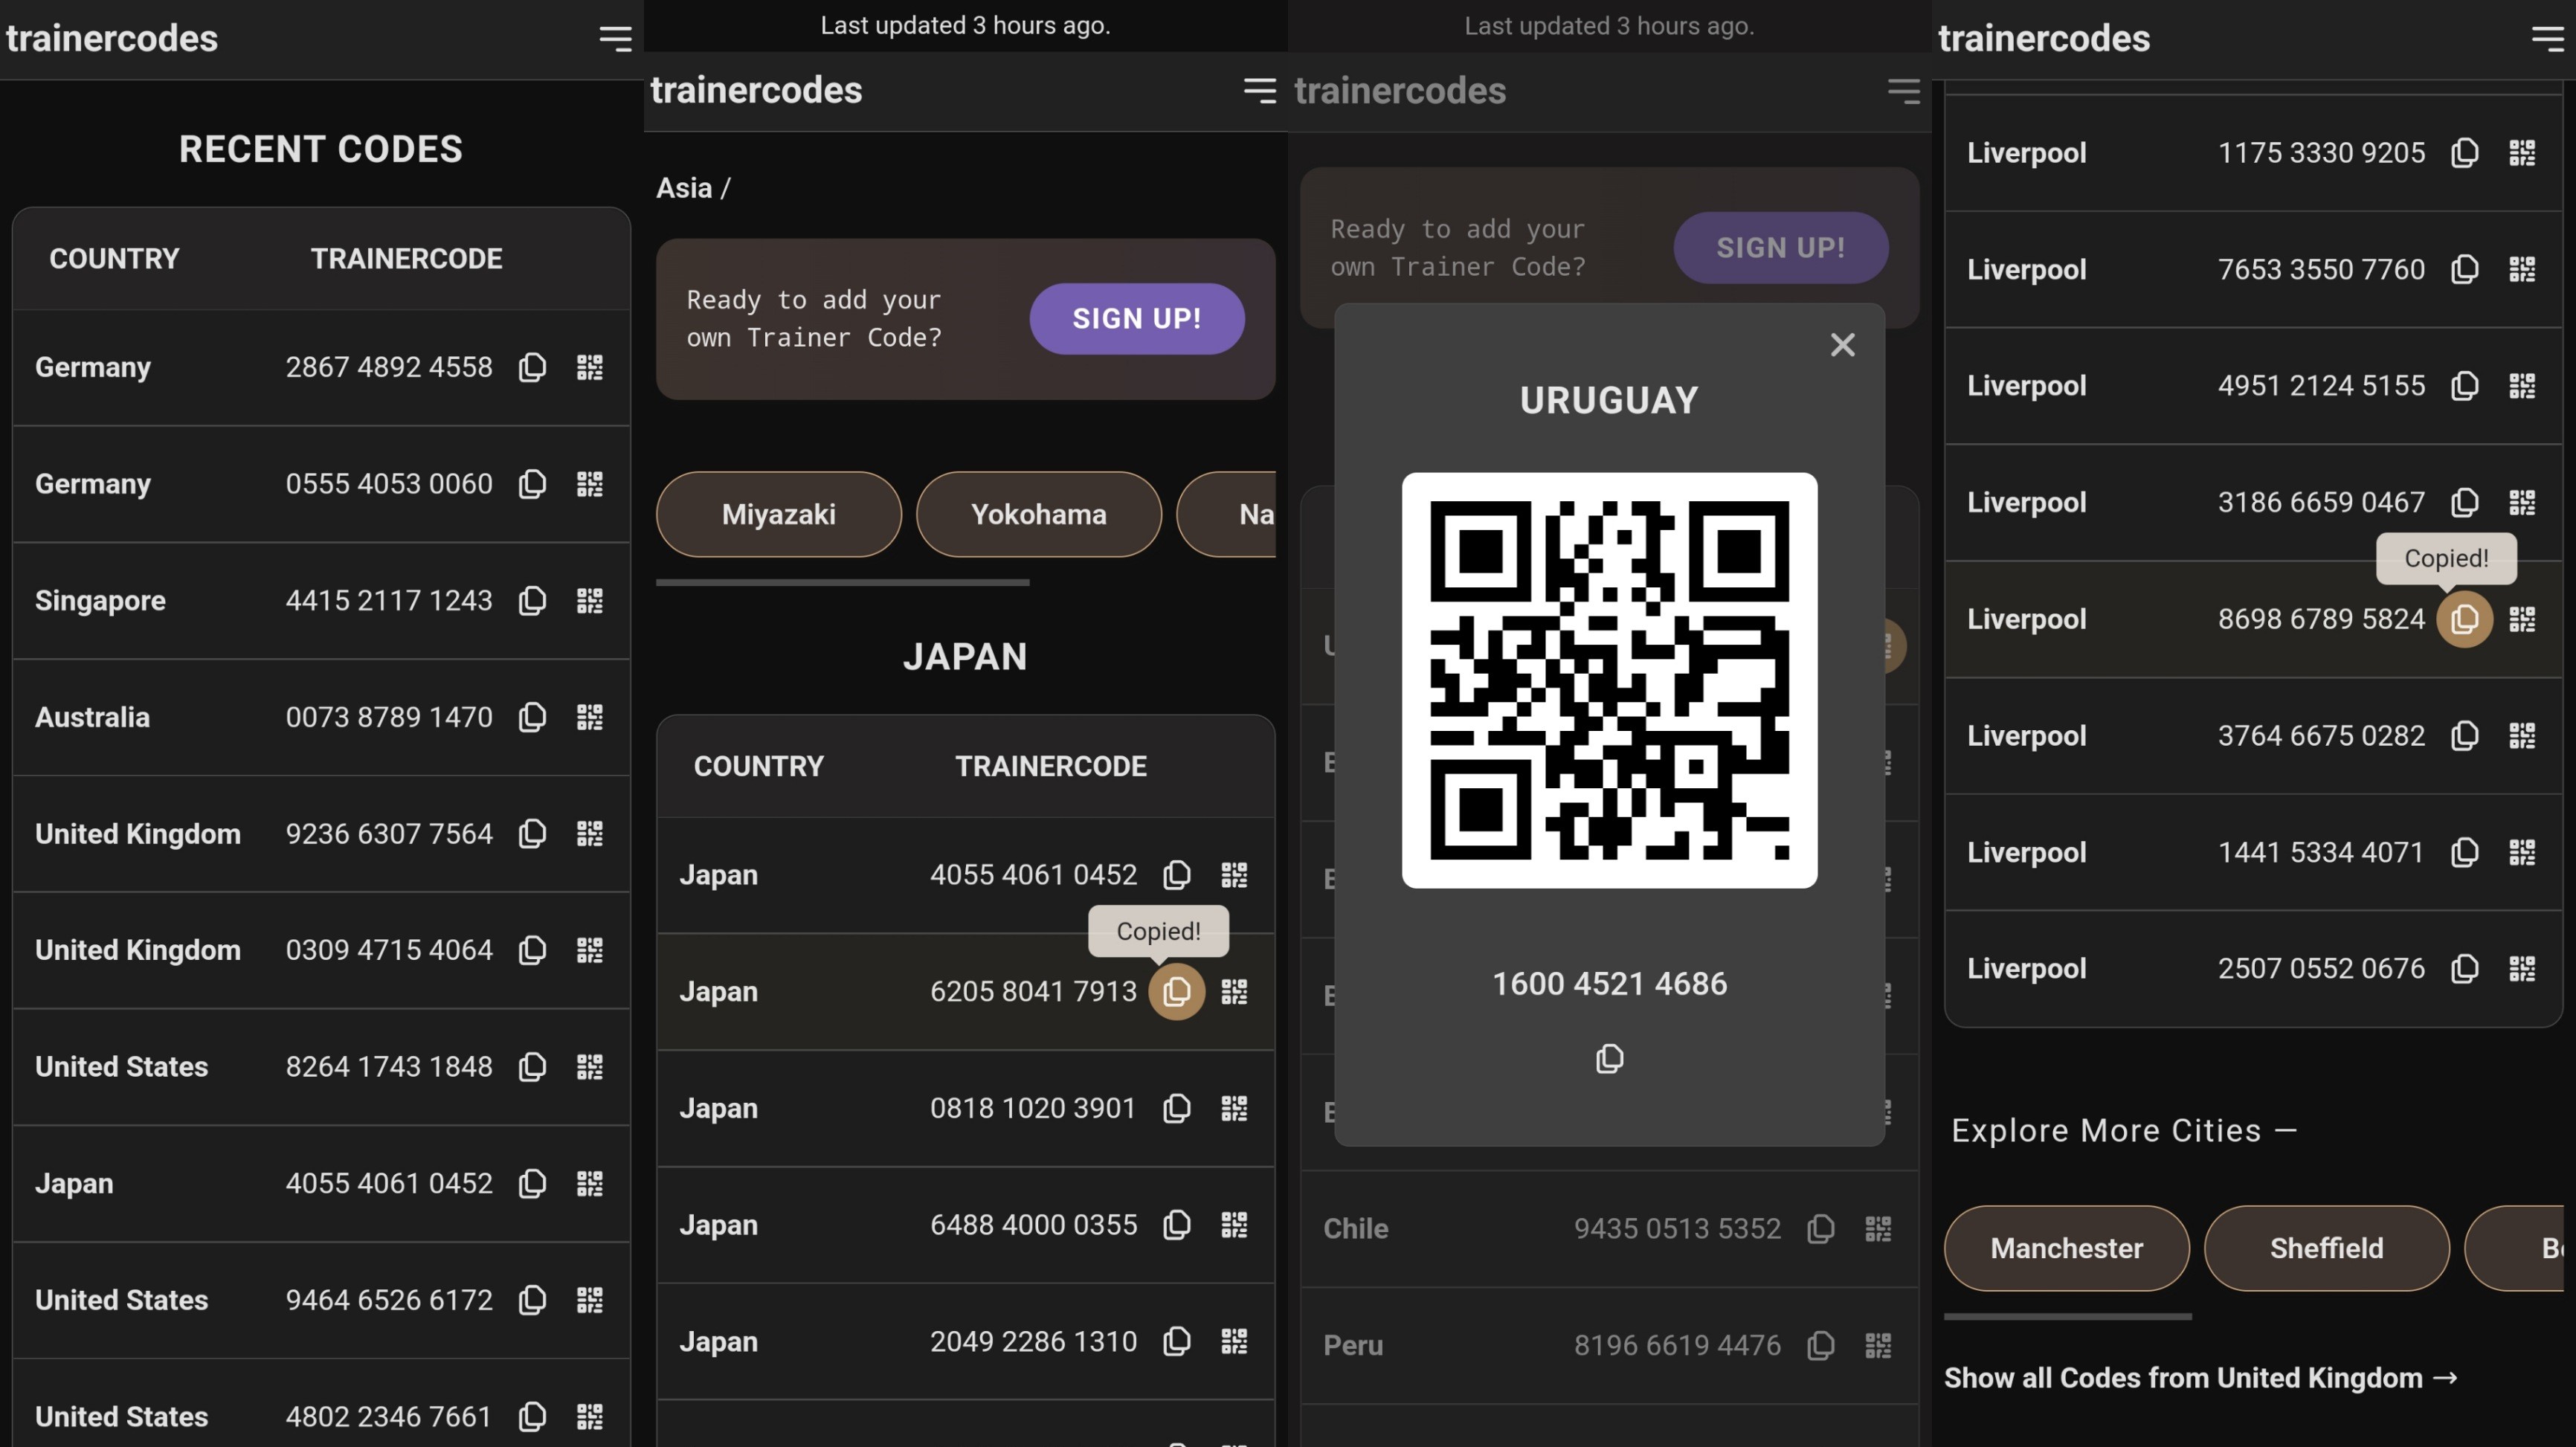 trainercodes
RECENT CODES
COUNTRY TRAINERCODE
Germany 2867 4892 4558
Germany 0555 4053 0060
Singapore 4415 2117 1243
Australia 0073 8789 1470
United Kingdom 9236 6307 7564
United Kingdom 0309 4715 4064
United States 8264 1743 1848
Japan 4055 4061 0452
United States 9464 6526 6172
United States 4802 2346 7661
Last updated 3 hours ago.
trainercodes
Asia /
Ready to add your
own Trainer Code?
SIGN UP!
Miyazaki Yokohama Na
JAPAN
COUNTRY TRAINERCODE
Japan 4055 4061 0452
Copied!
Japan 6205 8041 7913
Japan 0818 1020 3901
Japan 6488 4000 0355
Japan 2049 2286 1310
Last updated 3 hours ago.
trainercodes
Ready to add your
own Trainer Code?
SIGN UP!
URUGUAY
1600 4521 4686
Chile 9435 0513 5352
Peru 8196 6619 4476
trainercodes
Liverpool 1175 3330 9205
Liverpool 7653 3550 7760
Liverpool 4951 2124 5155
Liverpool 3186 6659 0467
Copied!
Liverpool 8698 6789 5824
Liverpool 3764 6675 0282
Liverpool 1441 5334 4071
Liverpool 2507 0552 0676
Explore More Cities —
Manchester Sheffield
Show all Codes from United Kingdom →